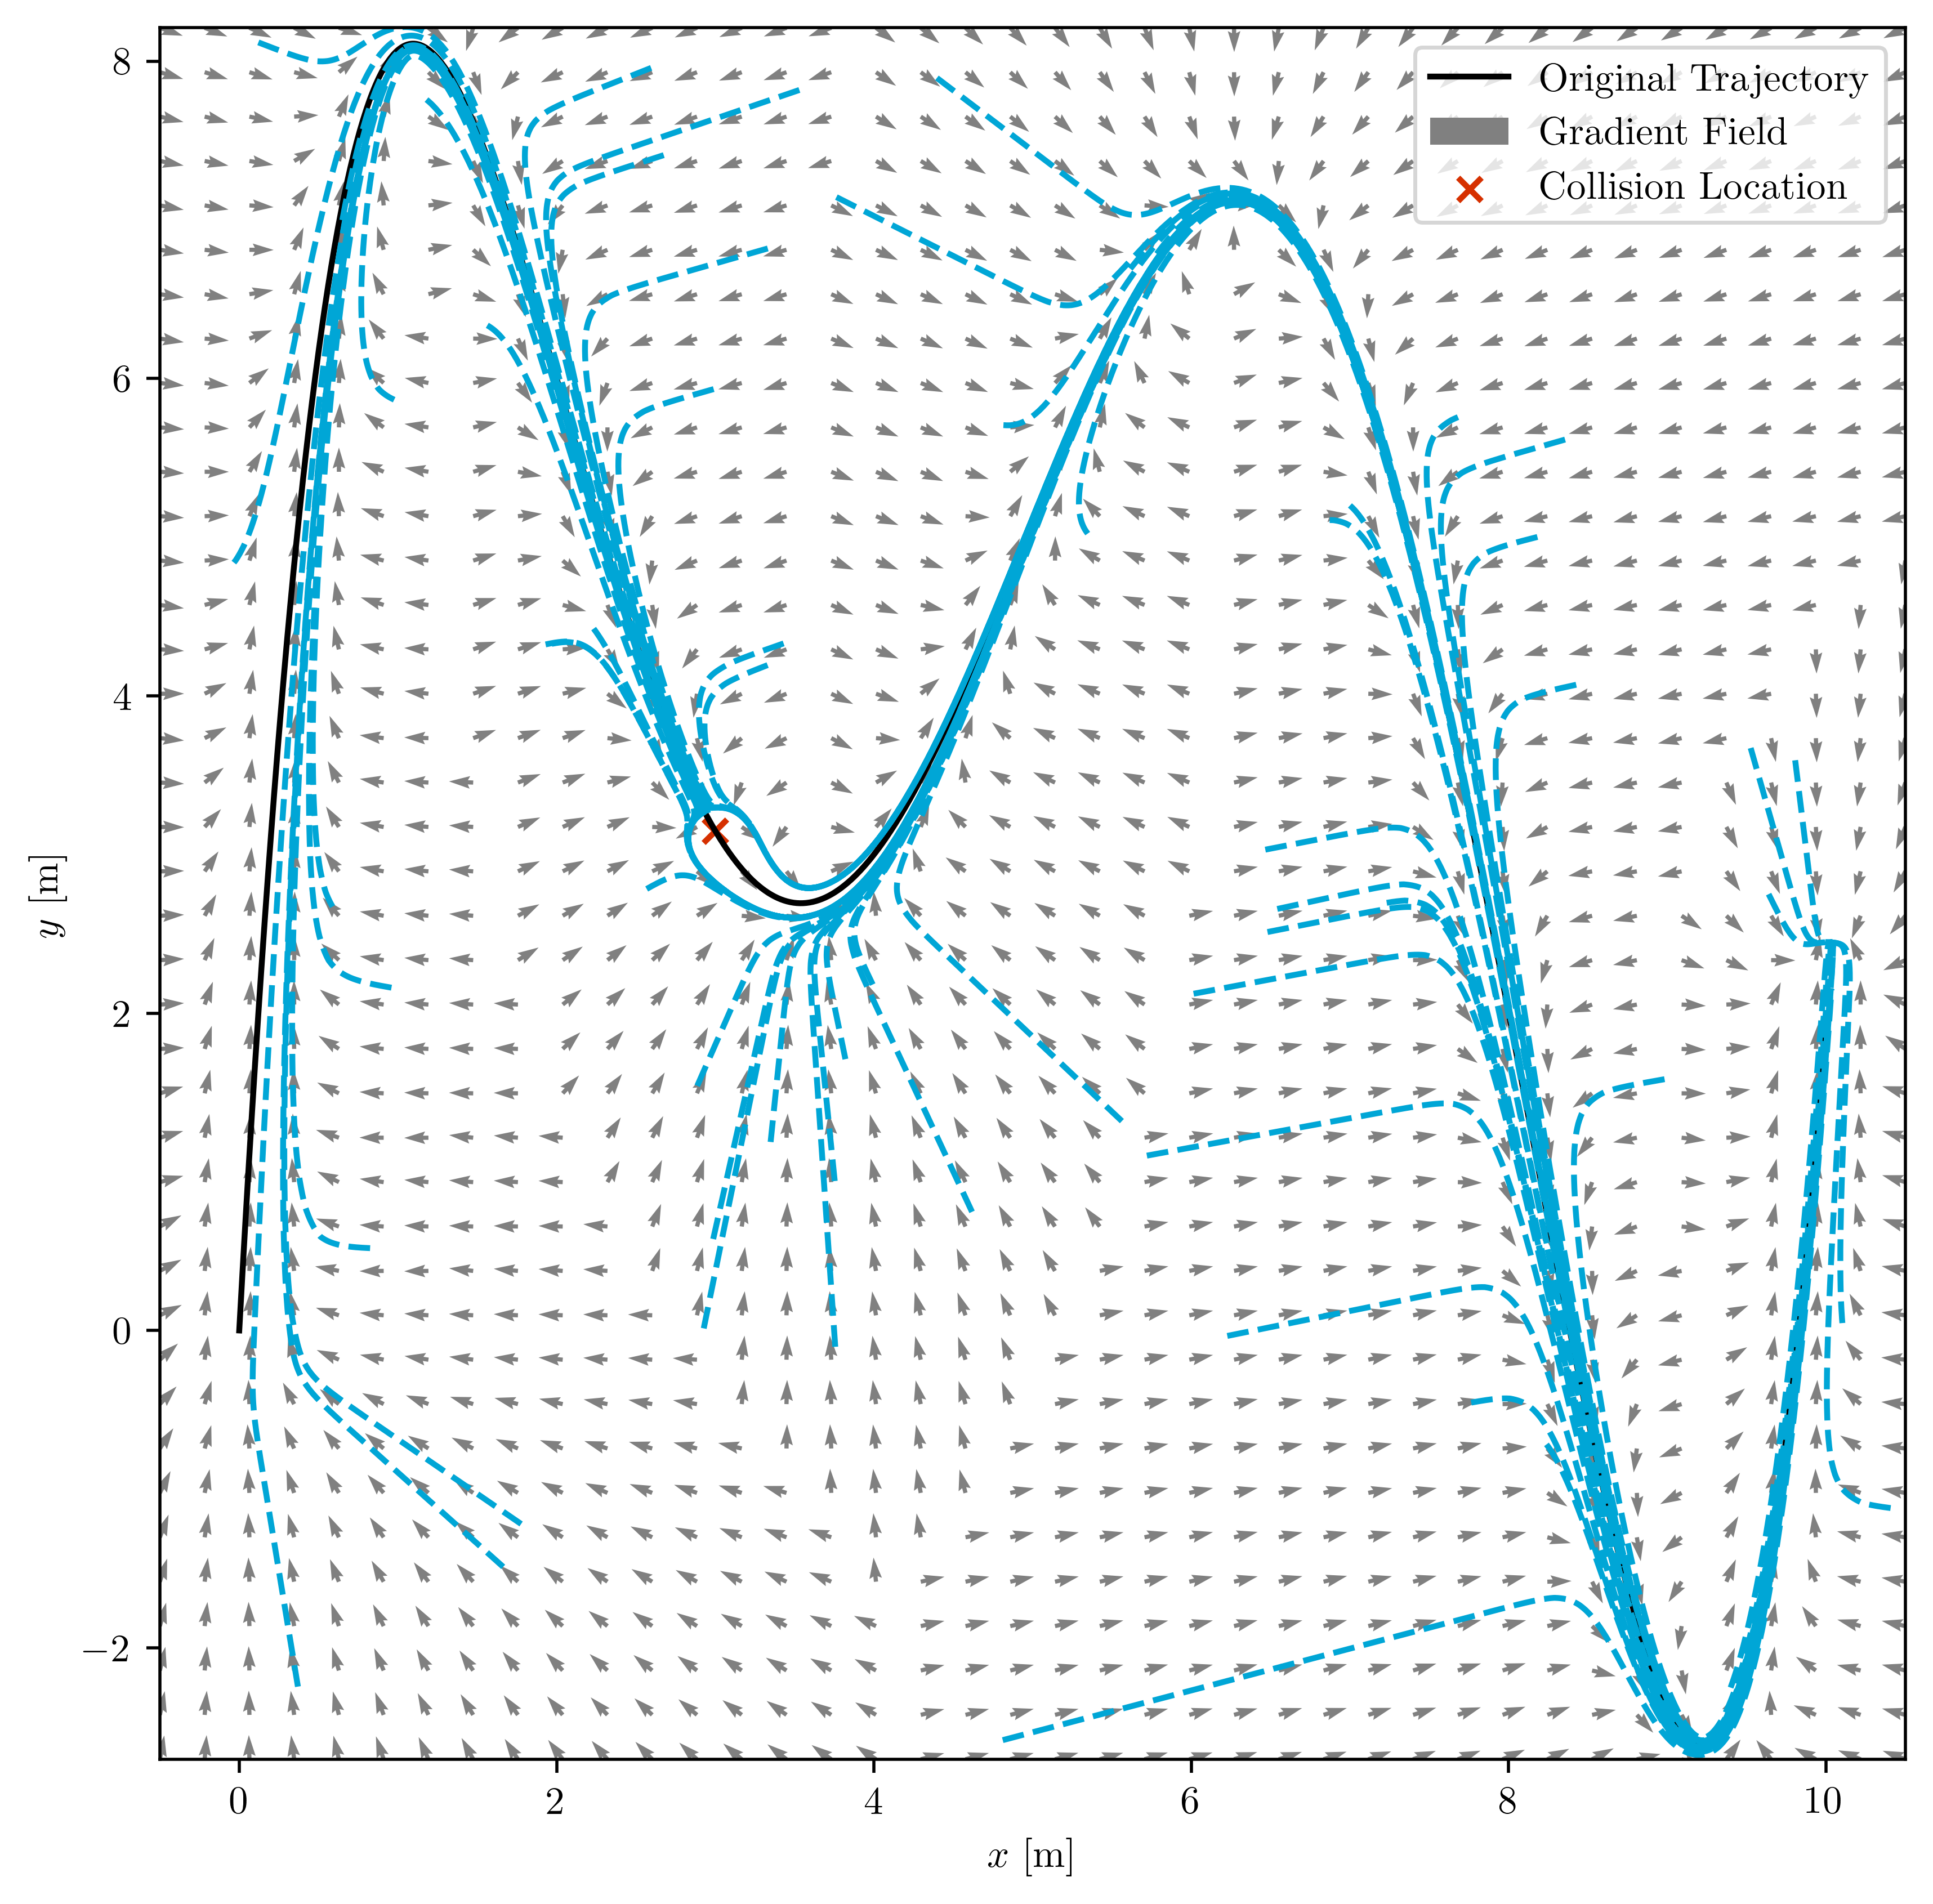 Original Trajectory
Gradient Field
Collision Location
8
6
4
2
0
−2
y [m]
0 2 4 6 8 10
x [m]